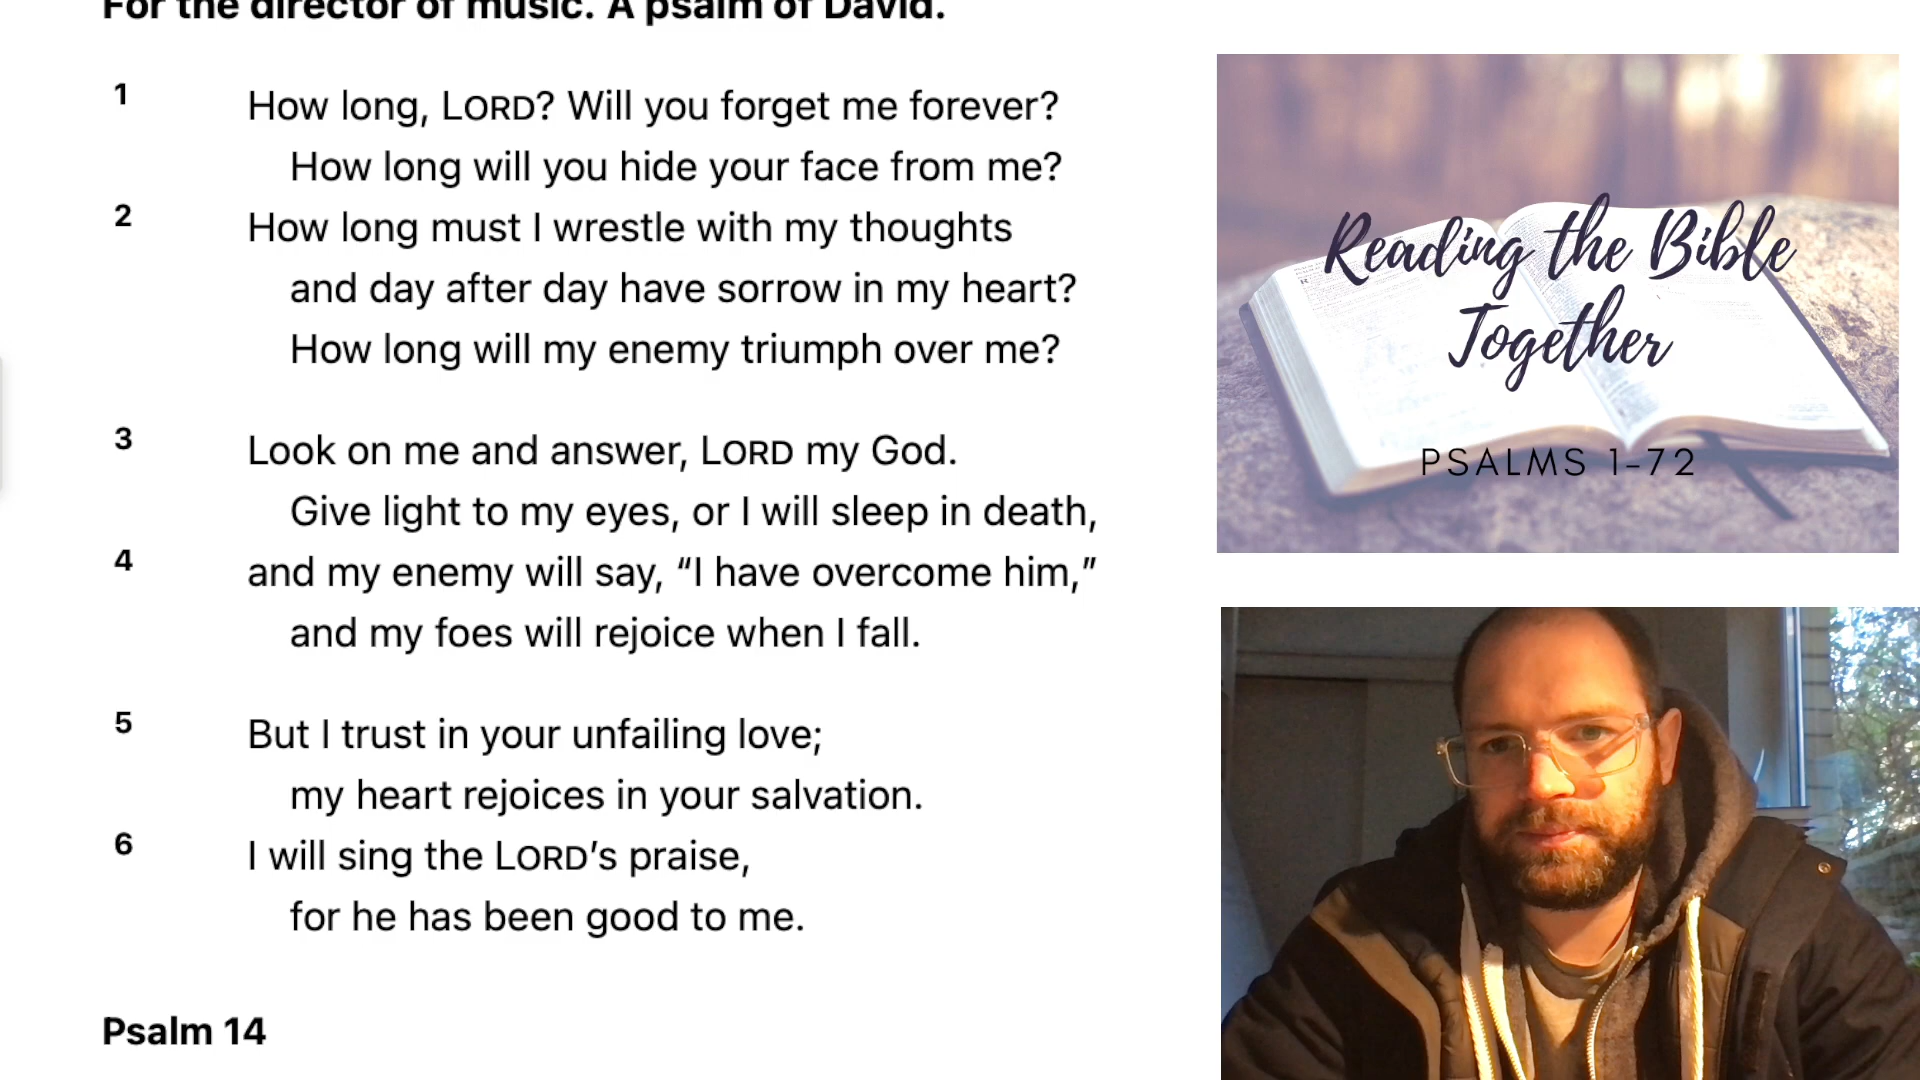 For the director of music. A psalm of David.
1 How long, LORD? Will you forget me forever?
How long will you hide your face from me?
2 How long must I wrestle with my thoughts
and day after day have sorrow in my heart?
How long will my enemy triumph over me?
3 Look on me and answer, LORD my God.
Give light to my eyes, or I will sleep in death,
4 and my enemy will say, “I have overcome him,”
and my foes will rejoice when I fall.
5 But I trust in your unfailing love;
my heart rejoices in your salvation.
6 I will sing the LORD’s praise,
for he has been good to me.
Psalm 14
Reading the Bible
Together
PSALMS 1-72